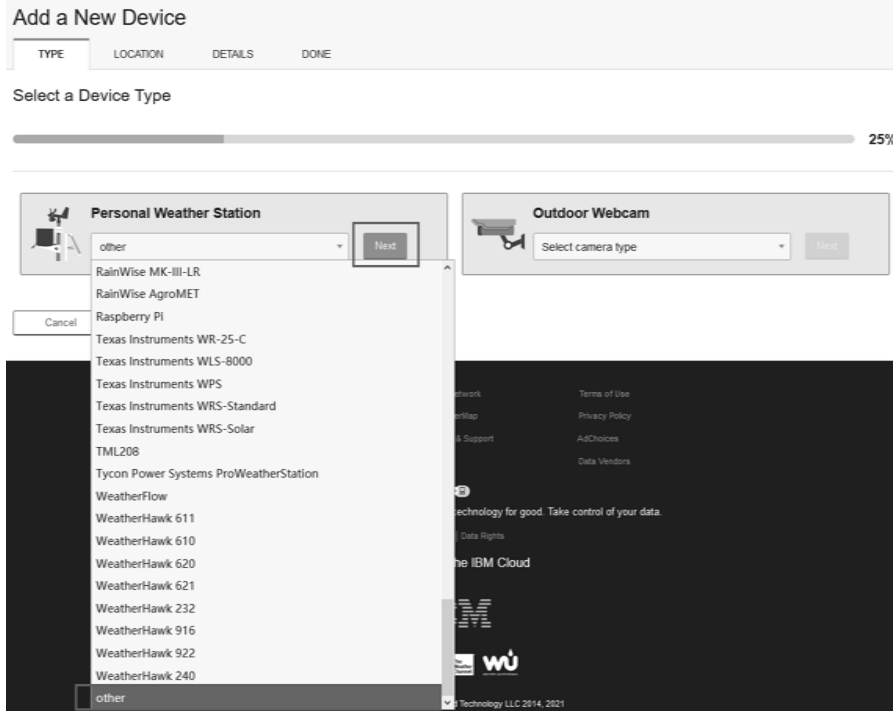 Add a New Device
TYPE LOCATION DETAILS DONE
Select a Device Type
25%
Personal Weather Station
other
Next
Outdoor Webcam
Select camera type
Next
RainWise MK-III-LR
RainWise AgroMET
Raspberry Pi
Texas Instruments WR-25-C
Texas Instruments WLS-8000
Texas Instruments WPS
Texas Instruments WRS-Standard
Texas Instruments WRS-Solar
TML208
Tycon Power Systems ProWeatherStation
WeatherFlow
WeatherHawk 611
WeatherHawk 610
WeatherHawk 620
WeatherHawk 621
WeatherHawk 232
WeatherHawk 916
WeatherHawk 922
WeatherHawk 240
other
Cancel
etwork Terms of Use
erMap Privacy Policy
& Support AdChoices
Data Vendors
echnology for good. Take control of your data.
| Data Rights
he IBM Cloud
wu
d Technology LLC 2014, 2021